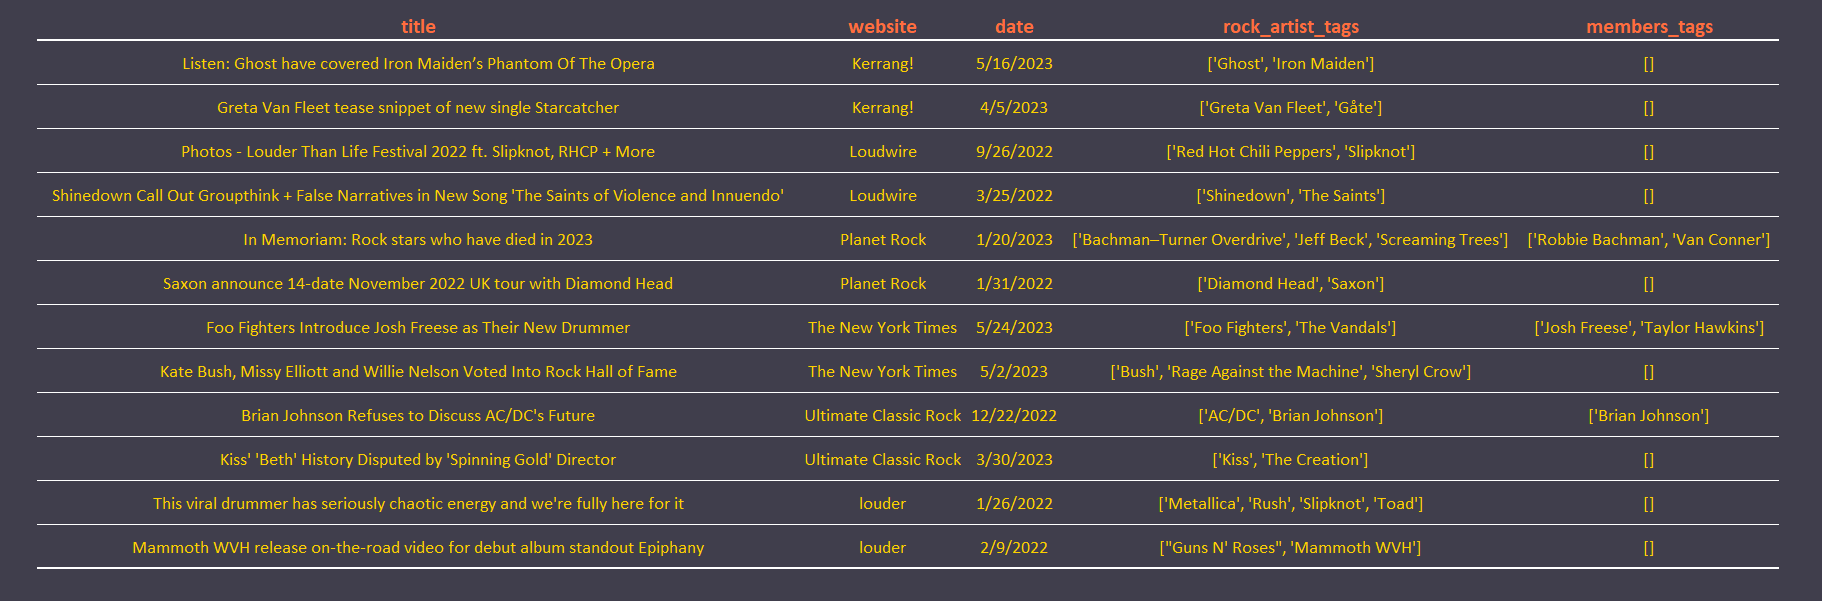 title website date rock_artist_tags members_tags
Listen: Ghost have covered Iron Maiden’s Phantom Of The Opera Kerrang! 5/16/2023 ['Ghost', 'Iron Maiden'] []
Greta Van Fleet tease snippet of new single Starcatcher Kerrang! 4/5/2023 ['Greta Van Fleet', 'Gåte'] []
Photos - Louder Than Life Festival 2022 ft. Slipknot, RHCP + More Loudwire 9/26/2022 ['Red Hot Chili Peppers', 'Slipknot'] []
Shinedown Call Out Groupthink + False Narratives in New Song 'The Saints of Violence and Innuendo' Loudwire 3/25/2022 ['Shinedown', 'The Saints'] []
In Memoriam: Rock stars who have died in 2023 Planet Rock 1/20/2023 ['Bachman–Turner Overdrive', 'Jeff Beck', 'Screaming Trees'] ['Robbie Bachman', 'Van Conner']
Saxon announce 14-date November 2022 UK tour with Diamond Head Planet Rock 1/31/2022 ['Diamond Head', 'Saxon'] []
Foo Fighters Introduce Josh Freese as Their New Drummer The New York Times 5/24/2023 ['Foo Fighters', 'The Vandals'] ['Josh Freese', 'Taylor Hawkins']
Kate Bush, Missy Elliott and Willie Nelson Voted Into Rock Hall of Fame The New York Times 5/2/2023 ['Bush', 'Rage Against the Machine', 'Sheryl Crow'] []
Brian Johnson Refuses to Discuss AC/DC's Future Ultimate Classic Rock 12/22/2022 ['AC/DC', 'Brian Johnson'] ['Brian Johnson']
Kiss' 'Beth' History Disputed by 'Spinning Gold' Director Ultimate Classic Rock 3/30/2023 ['Kiss', 'The Creation'] []
This viral drummer has seriously chaotic energy and we're fully here for it louder 1/26/2022 ['Metallica', 'Rush', 'Slipknot', 'Toad'] []
Mammoth WVH release on-the-road video for debut album standout Epiphany louder 2/9/2022 ["Guns N' Roses", 'Mammoth WVH'] []